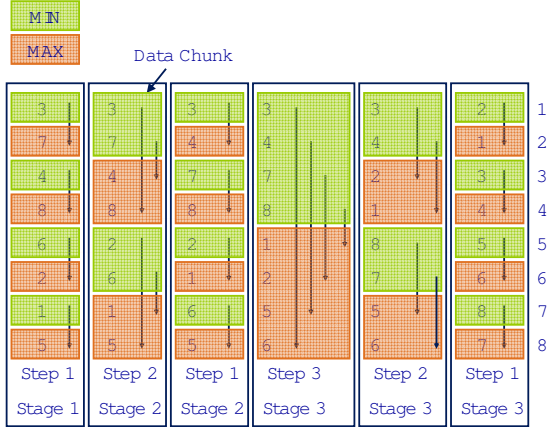 MIN
MAX
Data Chunk
3 3 3 3 3 2 1
7 7 4 4 4 1 2
4 4 7 7 2 3 3
8 8 8 8 1 4 4
6 2 2 1 8 5 5
2 6 1 2 7 6 6
1 1 6 5 5 8 7
5 5 5 6 6 7 8
Step 1 Step 2 Step 1 Step 3 Step 2 Step 1
Stage 1 Stage 2 Stage 2 Stage 3 Stage 3 Stage 3